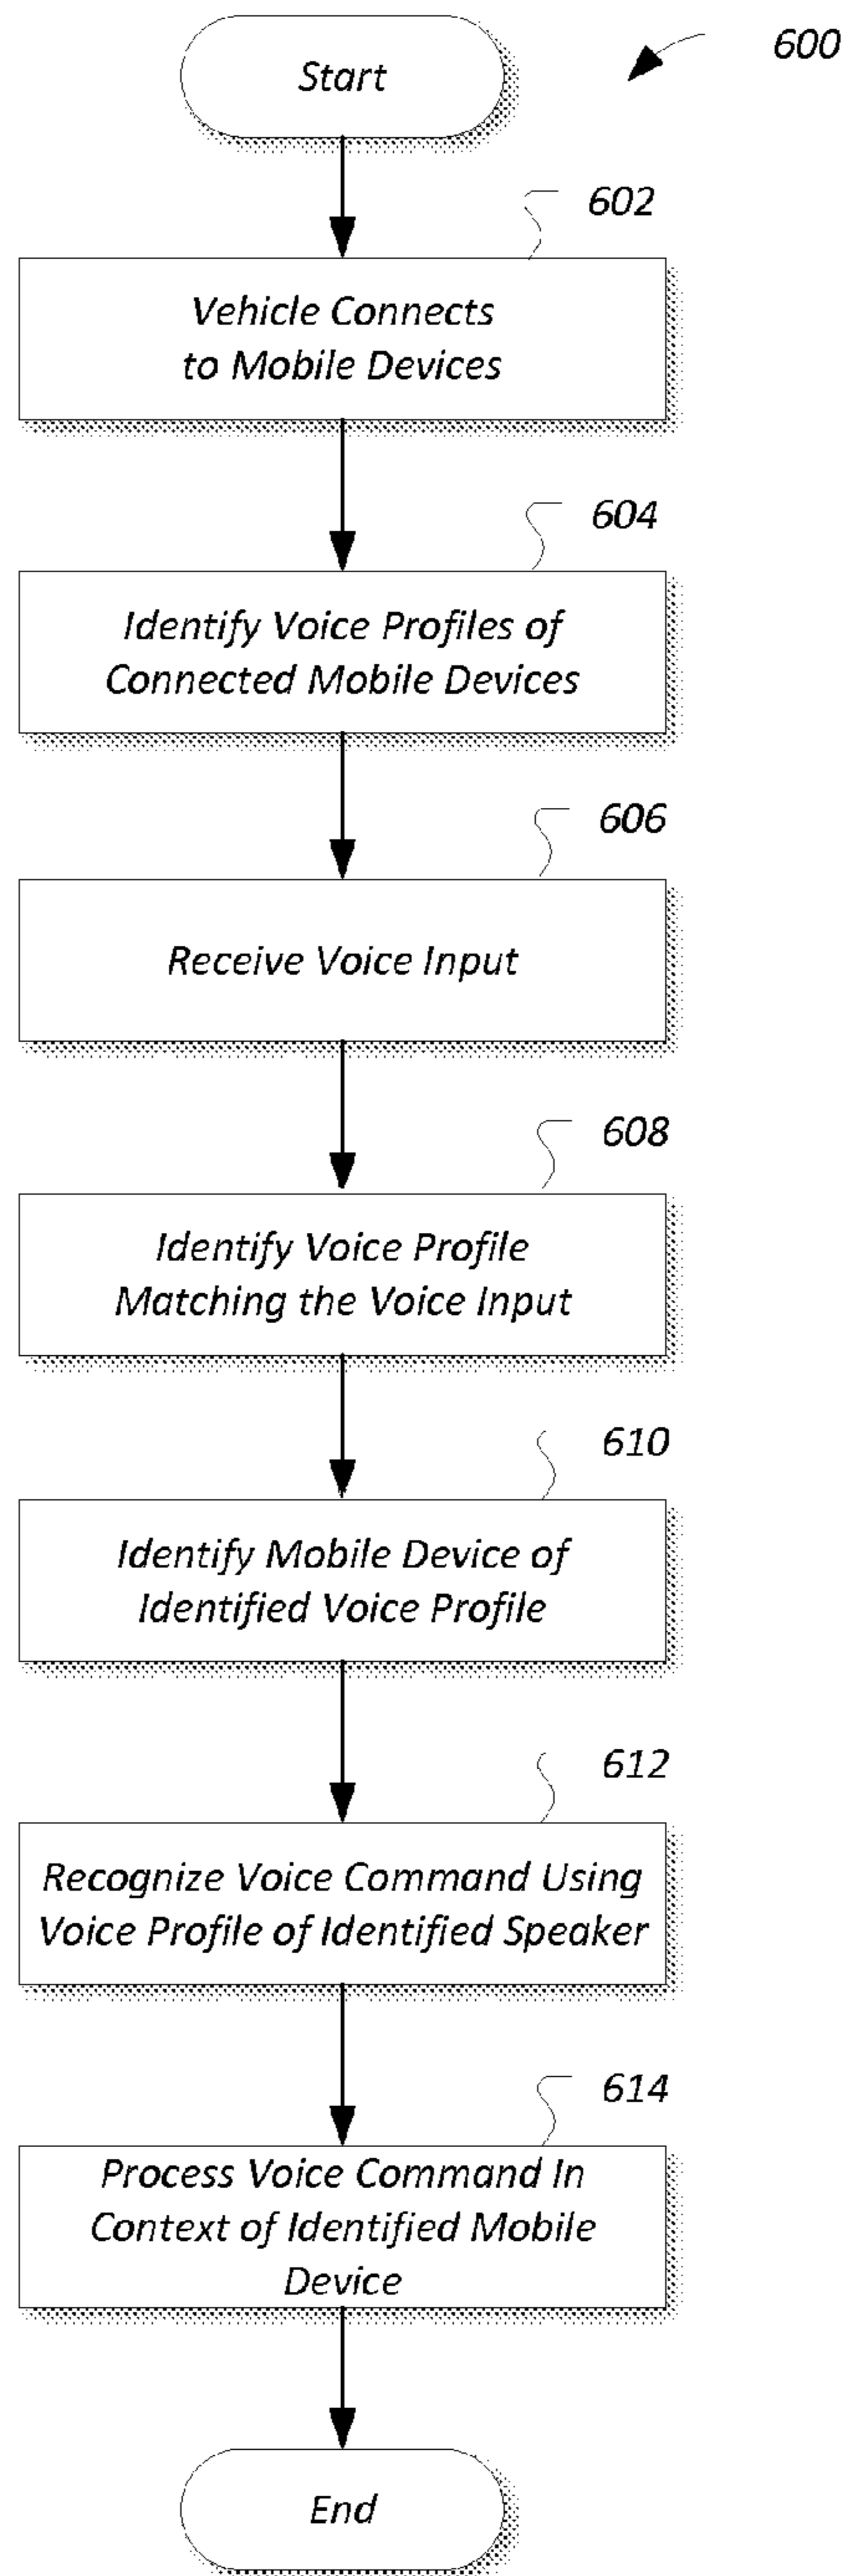 Start
600
602
Vehicle Connects
to Mobile Devices
604
Identify Voice Profiles of
Connected Mobile Devices
606
Receive Voice Input
608
Identify Voice Profile
Matching the Voice Input
610
Identify Mobile Device of
Identified Voice Profile
612
Recognize Voice Command Using
Voice Profile of Identified Speaker
614
Process Voice Command In
Context of Identified Mobile
Device
End